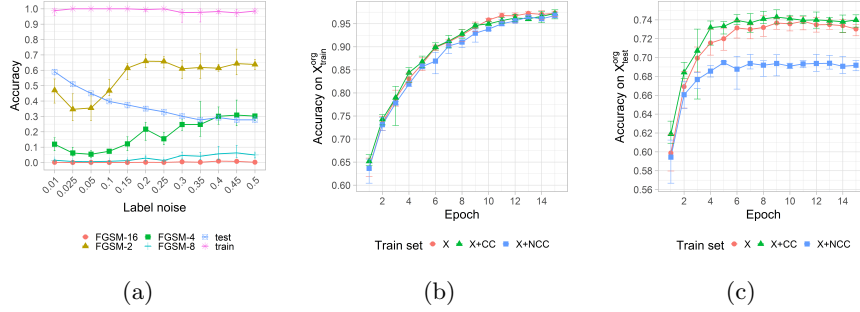 1.0
0.9
0.8
0.7
0.6
0.5
0.4
0.3
0.2
0.1
0.0
Accuracy
0.01
0.025
0.05
0.1
0.15
0.2
0.25
0.3
0.35
0.4
0.45
0.5
Label noise
FGSM-16 FGSM-4 test
FGSM-2 FGSM-8 train
(a)
0.95
0.90
0.85
0.80
0.75
0.70
0.65
0.60
Accuracy on X org train
2 4 6 8 10 12 14
Epoch
Train set X X+CC X+NCC
(b)
0.74
0.72
0.70
0.68
0.66
0.64
0.62
0.60
0.58
0.56
Accuracy on X org test
2 4 6 8 10 12 14
Epoch
Train set X X+CC X+NCC
(c)